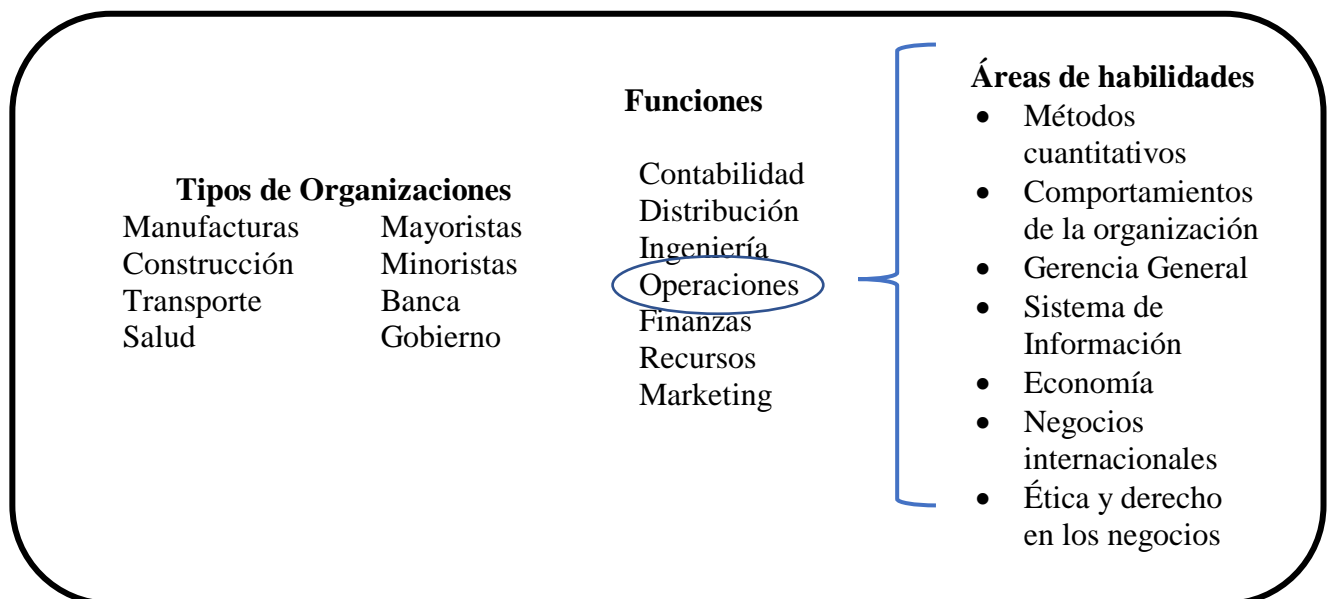 Tipos de Organizaciones
Manufacturas
Construcción
Transporte
Salud
Mayoristas
Minoristas
Banca
Gobierno
Funciones
Contabilidad
Distribución
Ingeniería
Operaciones
Finanzas
Recursos
Marketing
Áreas de habilidades
• Métodos
cuantitativos
• Comportamientos
de la organización
• Gerencia General
• Sistema de
Información
• Economía
• Negocios
internacionales
• Ética y derecho
en los negocios